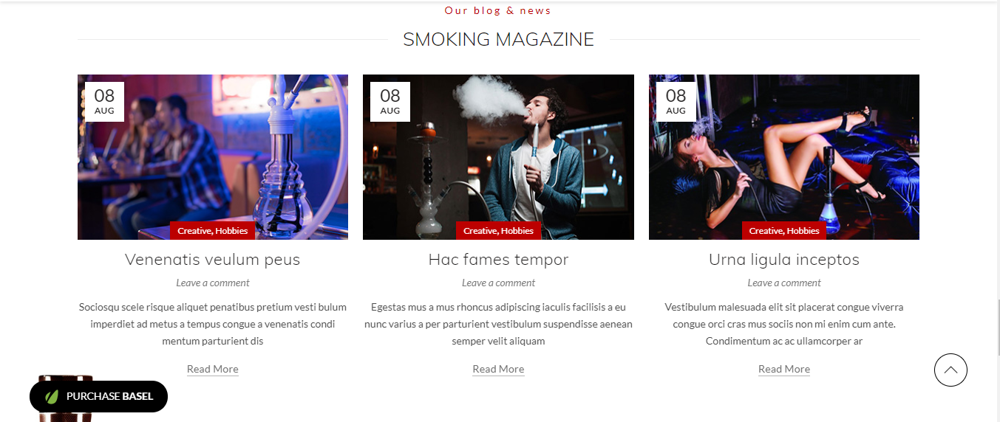 Our blog & news
SMOKING MAGAZINE
08
AUG
Creative, Hobbies
Venenatis veulum peus
Leave a comment
Sociosqu scele risque aliquet penatibus pretium vesti bulum
imperdiet ad metus a tempus congue a venenatis condi
mentum parturient dis
Read More
08
AUG
Creative, Hobbies
Hac fames tempor
Leave a comment
Egestas mus a mus rhoncus adipiscing iaculis facilisis a eu
nunc varius a per parturient vestibulum suspendisse aenean
semper velit aliquam
Read More
08
AUG
Creative, Hobbies
Urna ligula inceptos
Leave a comment
Vestibulum malesuada elit sit placerat congue viverra
congue orci cras mus sociis non mi enim cum ante.
Condimentum ac ac ullamcorper ar
Read More
PURCHASE BASEL